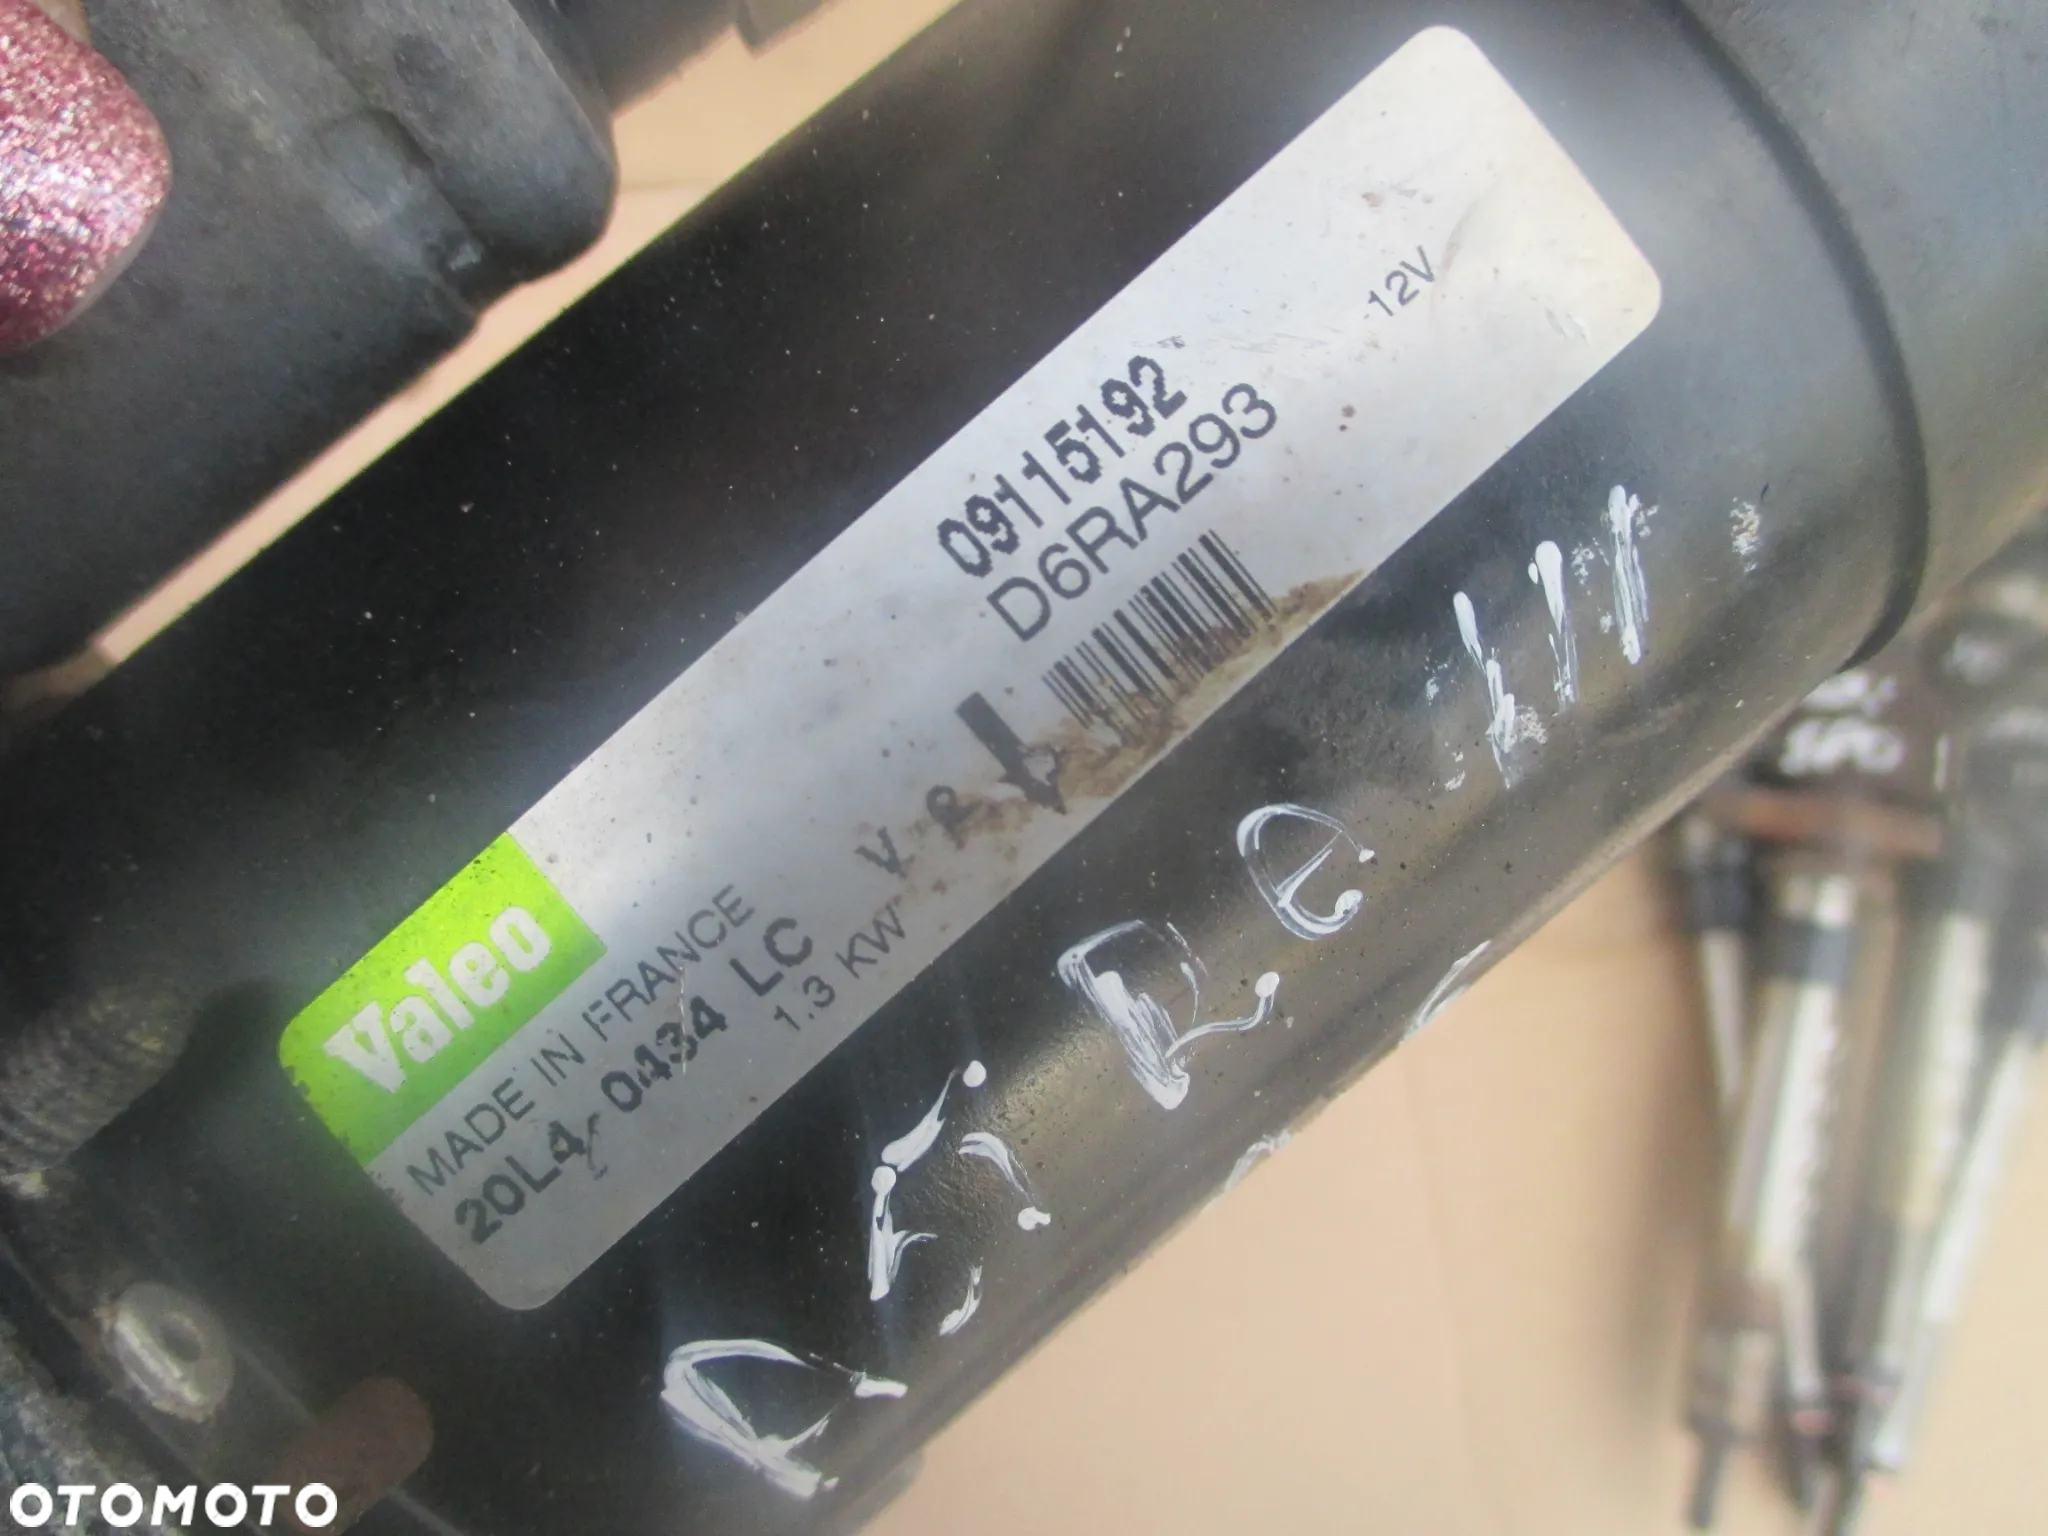 09115192
D6RA293
12V
Valeo
MADE IN FRANCE
20L4 0434 LC
1.3 KW
V R
OTOMOTO